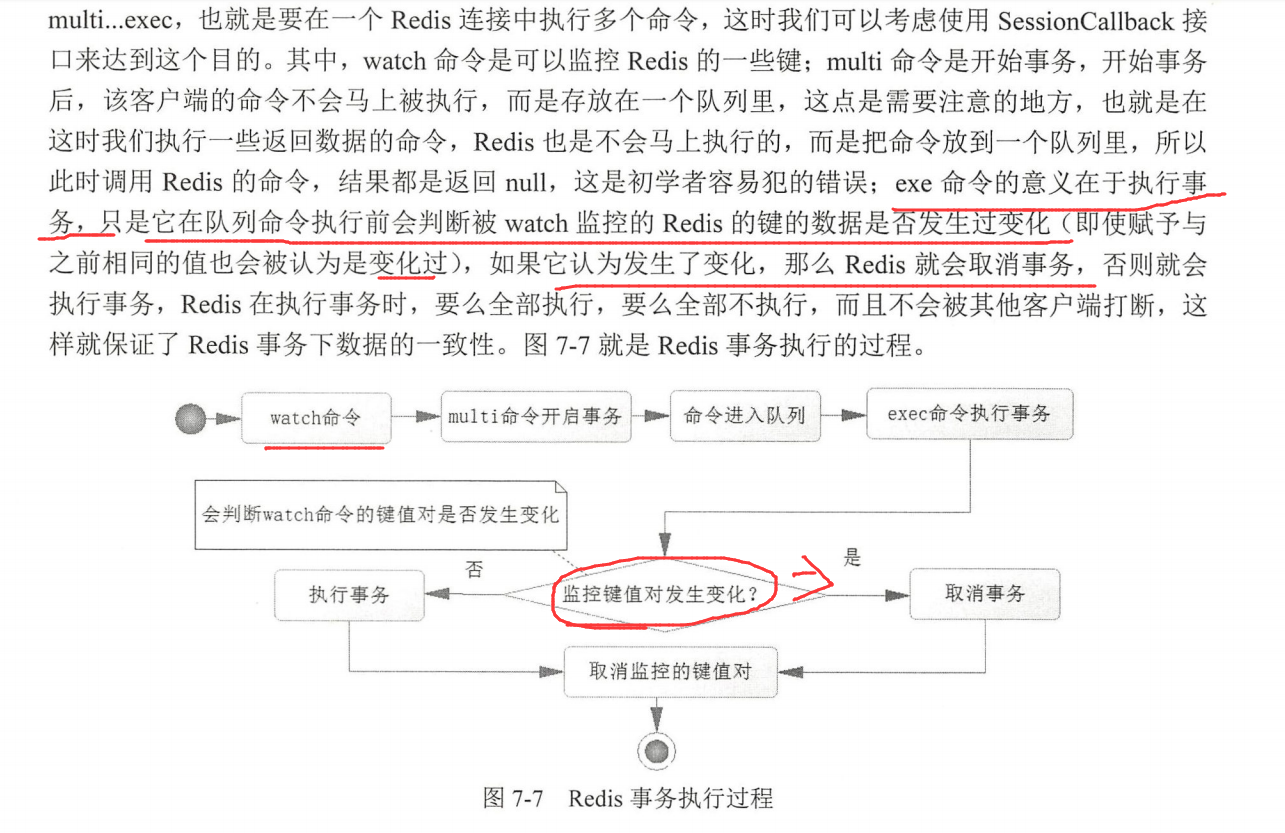 multi...exec，也就是要在一个 Redis 连接中执行多个命令，这时我们可以考虑使用 SessionCallback 接
口来达到这个目的。其中，watch 命令是可以监控 Redis 的一些键；multi 命令是开始事务，开始事务
后，该客户端的命令不会马上被执行，而是存放在一个队列里，这点是需要注意的地方，也就是在
这时我们执行一些返回数据的命令，Redis 也是不会马上执行的，而是把命令放到一个队列里，所以
此时调用 Redis 的命令，结果都是返回 null，这是初学者容易犯的错误；exe 命令的意义在于执行事
务，只是它在队列命令执行前会判断被 watch 监控的 Redis 的键的数据是否发生过变化（即使赋予与
之前相同的值也会被认为是变化过），如果它认为发生了变化，那么 Redis 就会取消事务，否则就会
执行事务，Redis 在执行事务时，要么全部执行，要么全部不执行，而且不会被其他客户端打断，这
样就保证了 Redis 事务下数据的一致性。图 7-7 就是 Redis 事务执行的过程。
watch命令
multi命令开启事务
命令进入队列
exec命令执行事务
会判断watch命令的键值对是否发生变化
否
是
执行事务
监控键值对发生变化？
取消事务
取消监控的键值对
图 7-7 Redis 事务执行过程